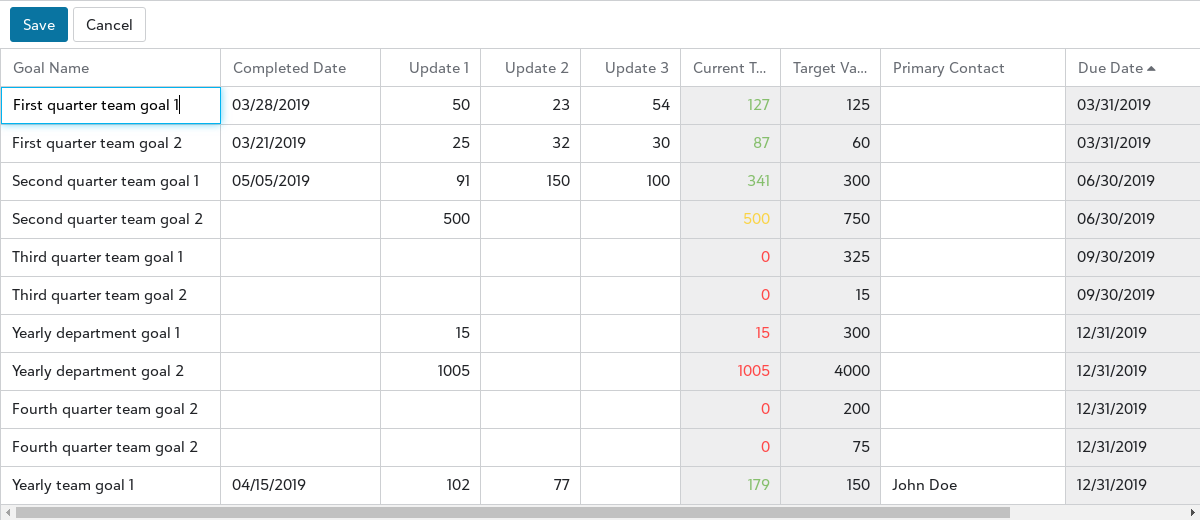 Save Cancel
Goal Name Completed Date Update 1 Update 2 Update 3 Current T... Target Va... Primary Contact Due Date
First quarter team goal 1 03/28/2019 50 23 54 127 125 03/31/2019
First quarter team goal 2 03/21/2019 25 32 30 87 60 03/31/2019
Second quarter team goal 1 05/05/2019 91 150 100 341 300 06/30/2019
Second quarter team goal 2 500 500 750 06/30/2019
Third quarter team goal 1 0 325 09/30/2019
Third quarter team goal 2 0 15 09/30/2019
Yearly department goal 1 15 15 300 12/31/2019
Yearly department goal 2 1005 1005 4000 12/31/2019
Fourth quarter team goal 2 0 200 12/31/2019
Fourth quarter team goal 2 0 75 12/31/2019
Yearly team goal 1 04/15/2019 102 77 179 150 John Doe 12/31/2019